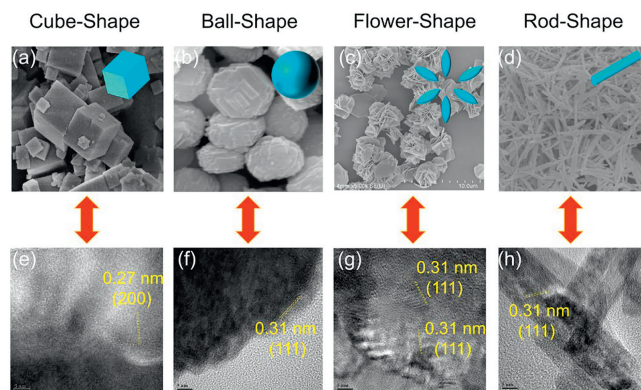 Cube-Shape
Ball-Shape
Flower-Shape
Rod-Shape
(a)
(b)
(c)
(d)
10.0um
(e)
0.27 nm
(200)
(f)
0.31 nm
(111)
(g)
0.31 nm
(111)
0.31 nm
(111)
(h)
0.31 nm
(111)